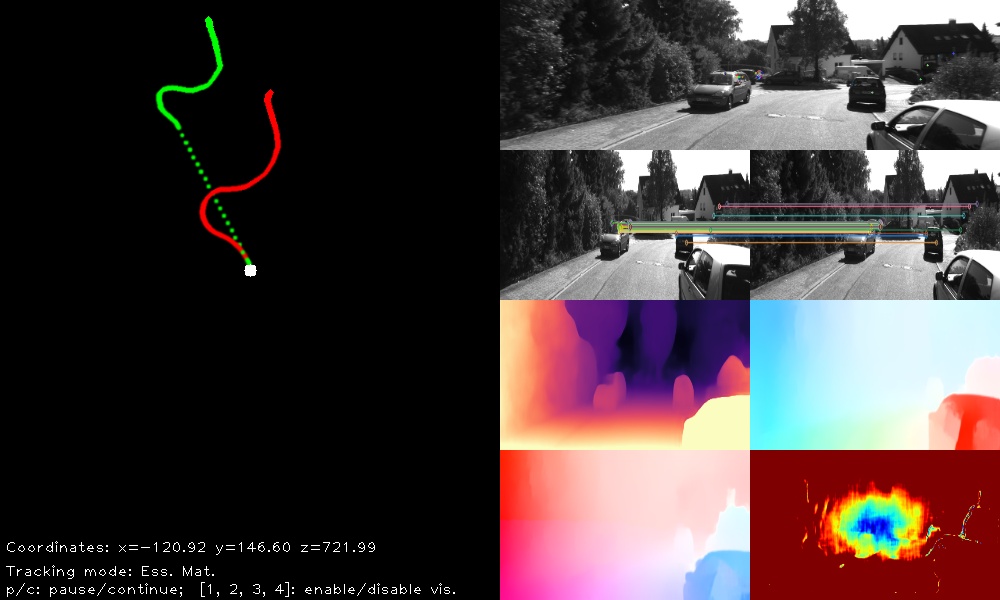 Coordinates: x=-120.92 y=146.60 z=721.99
Tracking mode: Ess. Mat.
p/c: pause/continue;  [1, 2, 3, 4]: enable/disable vis.